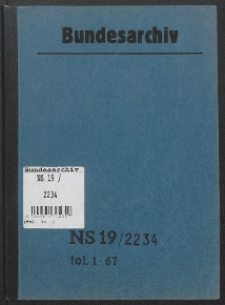 Bundesarchiv
Bundesarchiv
NS 19 /
2234
NS 19/2234
fol. 1-67